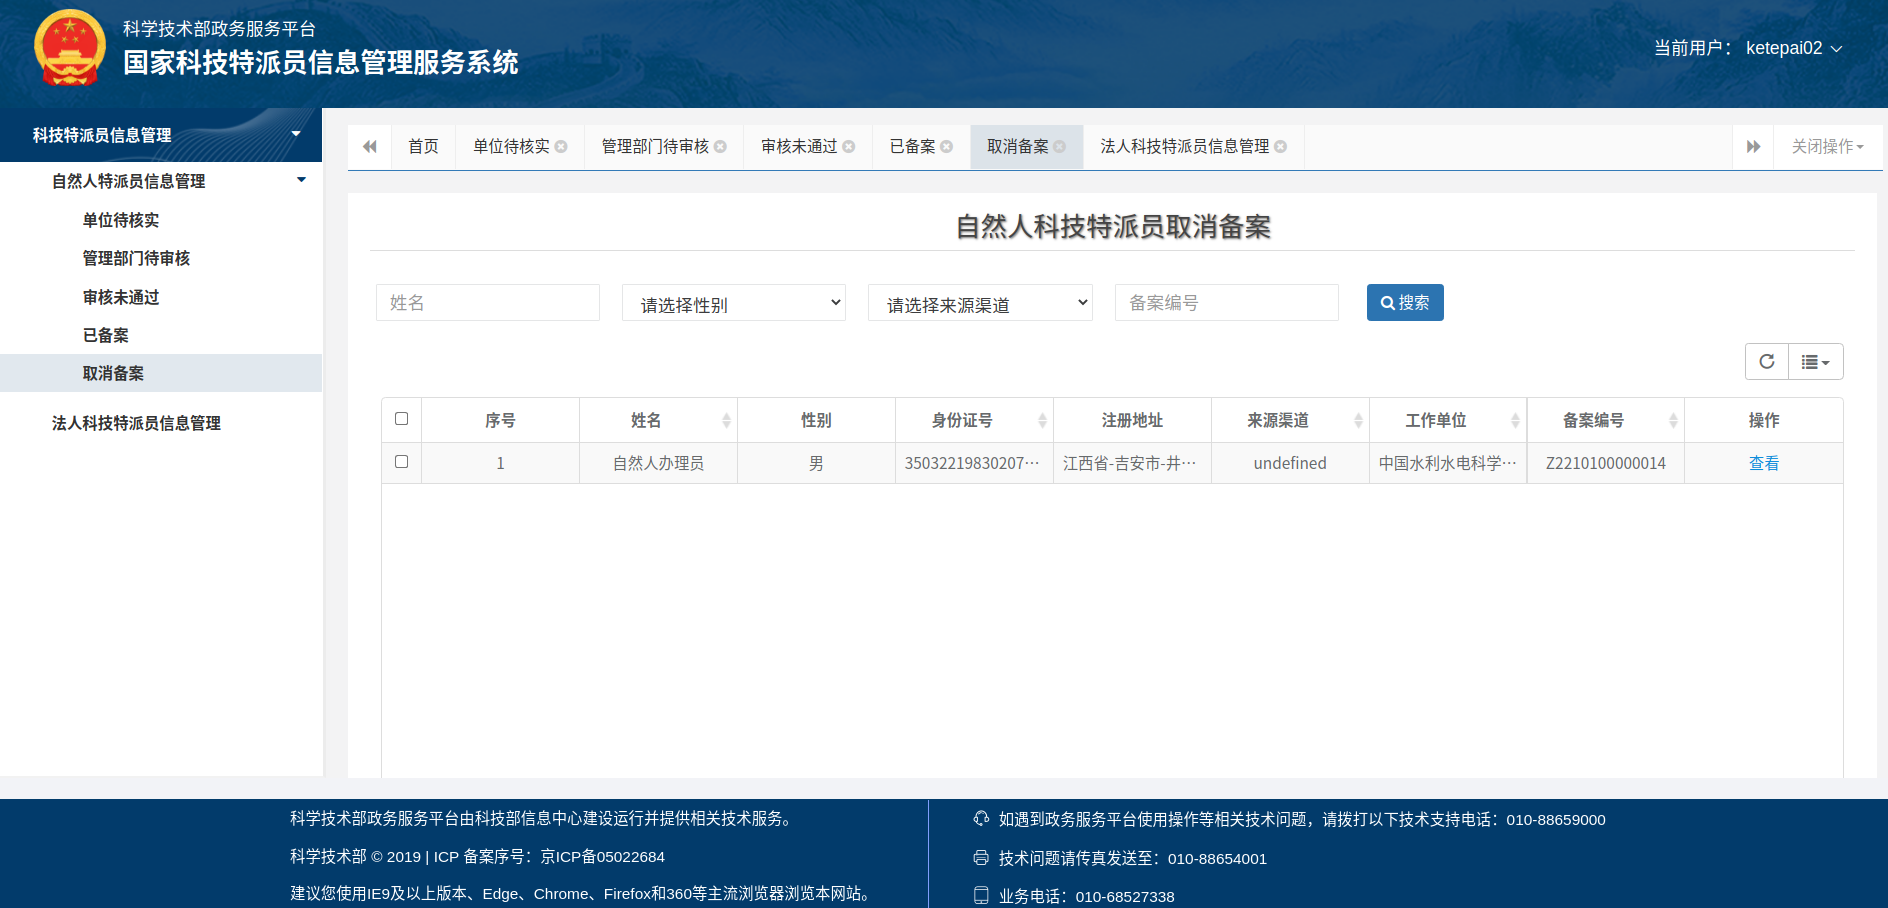 科学技术部政务服务平台
国家科技特派员信息管理服务系统
当前用户： ketepai02
科技特派员信息管理
自然人特派员信息管理
单位待核实
管理部门待审核
审核未通过
已备案
取消备案
法人科技特派员信息管理
首页 单位待核实 管理部门待审核 审核未通过 已备案 取消备案 法人科技特派员信息管理 关闭操作
自然人科技特派员取消备案
姓名 请选择性别 请选择来源渠道 备案编号 搜索
序号 姓名 性别 身份证号 注册地址 来源渠道 工作单位 备案编号 操作
1 自然人办理员 男 35032219830207… 江西省-吉安市-井… undefined 中国水利水电科学… Z2210100000014 查看
科学技术部政务服务平台由科技部信息中心建设运行并提供相关技术服务。
科学技术部 © 2019 | ICP 备案序号：京ICP备05022684
建议您使用IE9及以上版本、Edge、Chrome、Firefox和360等主流浏览器浏览本网站。
如遇到政务服务平台使用操作等相关技术问题，请拨打以下技术支持电话：010-88659000
技术问题请传真发送至：010-88654001
业务电话：010-68527338